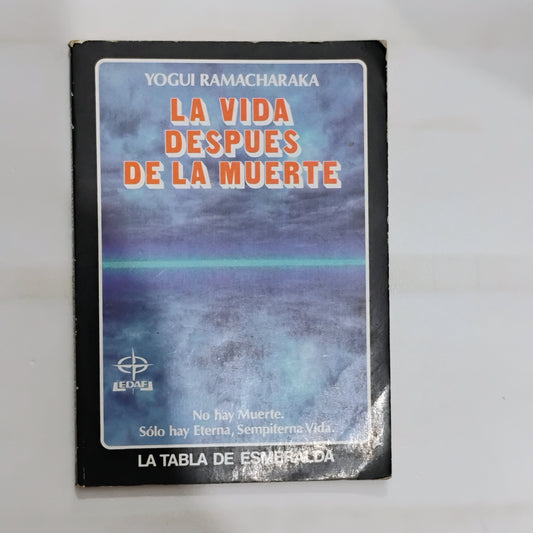 YOGUI RAMACHARAKA
LA VIDA
DESPUES
DE LA MUERTE
EDAF
No hay Muerte.
Sólo hay Eterna, Sempiterna Vida.
LA TABLA DE ESMERALDA